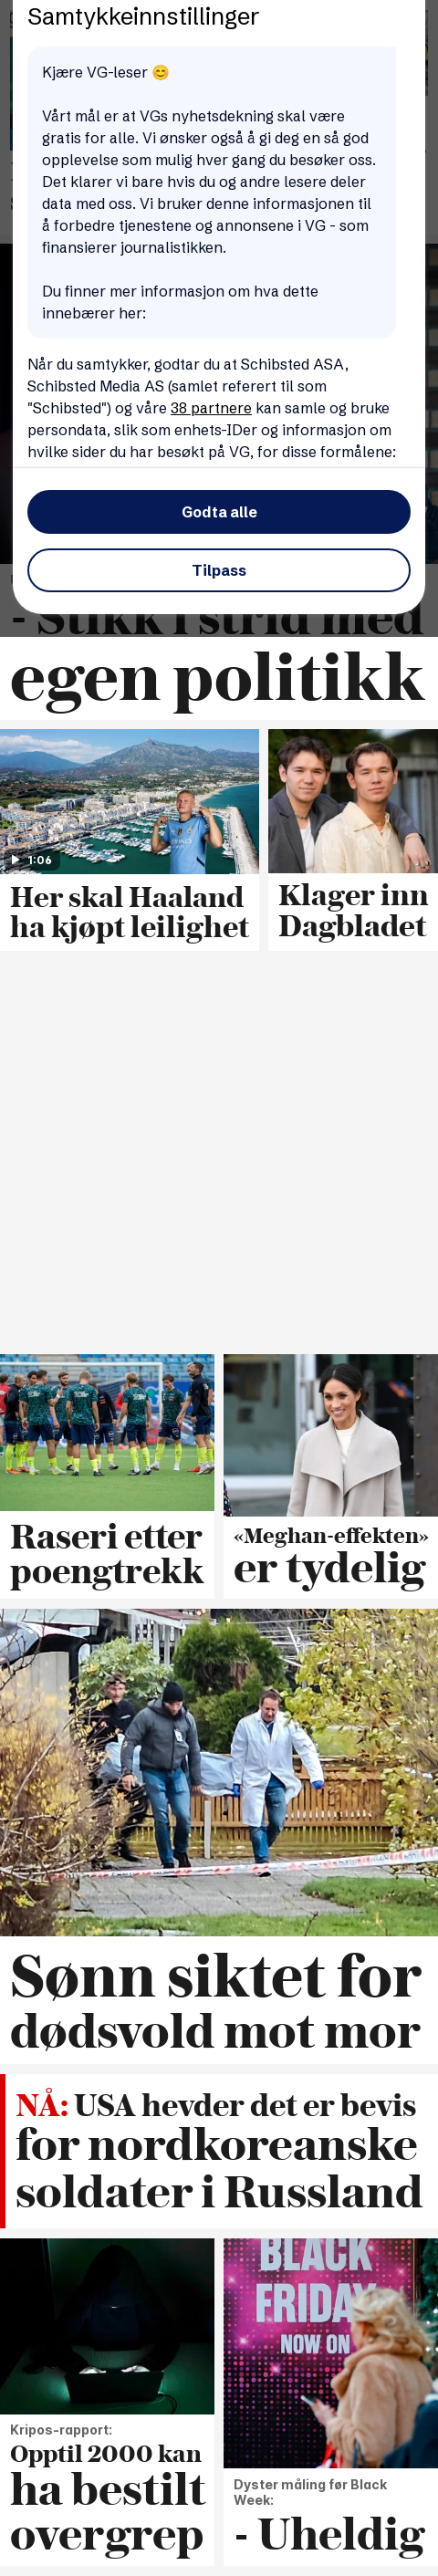 Samtykkeinnstillinger
Kjære VG-leser 😊
Vårt mål er at VGs nyhetsdekning skal være
gratis for alle. Vi ønsker også å gi deg en så god
opplevelse som mulig hver gang du besøker oss.
Det klarer vi bare hvis du og andre lesere deler
data med oss. Vi bruker denne informasjonen til
å forbedre tjenestene og annonsene i VG - som
finansierer journalistikken.
Du finner mer informasjon om hva dette
innebærer her:
Når du samtykker, godtar du at Schibsted ASA,
Schibsted Media AS (samlet referert til som
"Schibsted") og våre 38 partnere kan samle og bruke
persondata, slik som enhets-IDer og informasjon om
hvilke sider du har besøkt på VG, for disse formålene:
Godta alle
Tilpass
- Stikk i strid med
egen politikk
1:06
Her skal Haaland
ha kjøpt leilighet
Klager inn
Dagbladet
Raseri etter
poengtrekk
«Meghan-effekten»
er tydelig
Sønn siktet for
dødsvold mot mor
NÅ: USA hevder det er bevis
for nordkoreanske
soldater i Russland
Kripos-rapport:
Opptil 2000 kan
ha bestilt
overgrep
BLACK
FRIDAY
NOW ON
Dyster måling før Black
Week:
- Uheldig